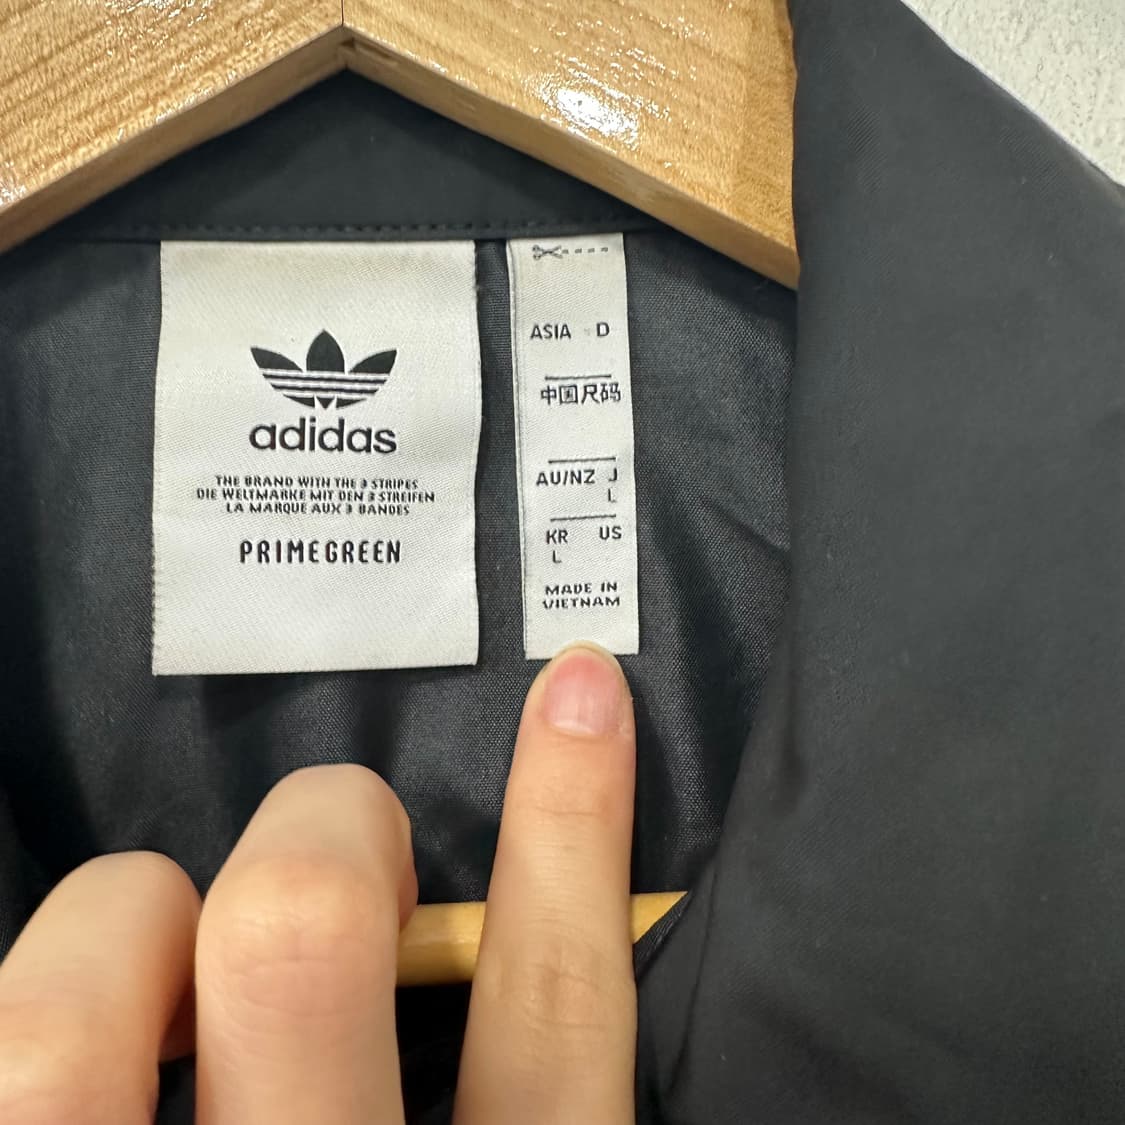 adidas
THE BRAND WITH THE 3 STRIPES
DIE WELTMARKE MIT DEN 3 STREIFEN
LA MARQUE AUX 3 BANDES
PRIMEGREEN
ASIA D
中国尺码
AU/NZ J
L
KR US
L
MADE IN
VIETNAM